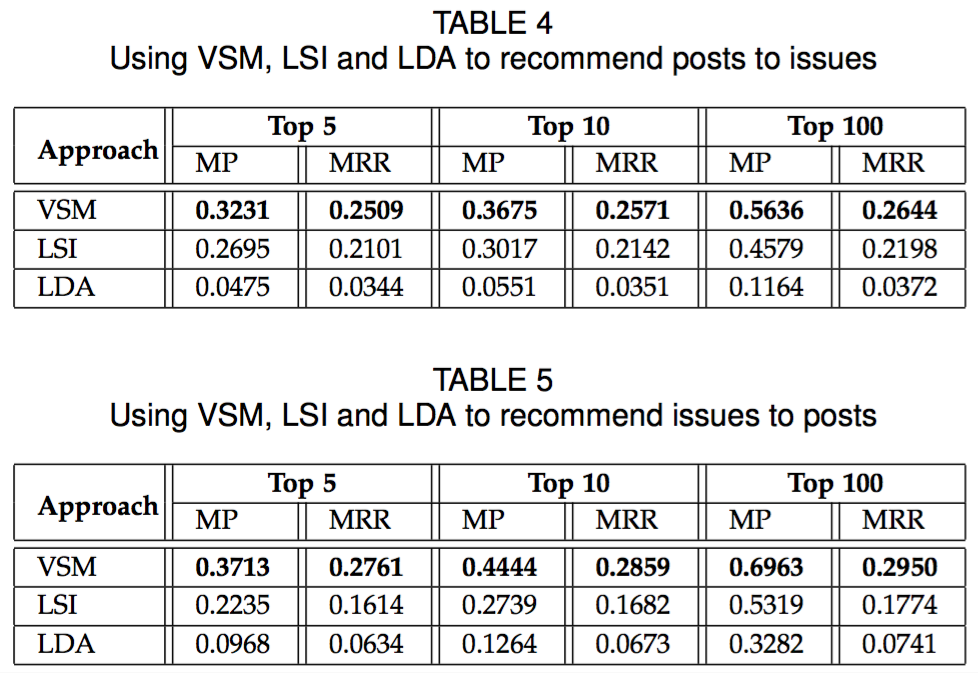 TABLE 4
Using VSM, LSI and LDA to recommend posts to issues
Approach Top 5 Top 10 Top 100
MP MRR MP MRR MP MRR
VSM 0.3231 0.2509 0.3675 0.2571 0.5636 0.2644
LSI 0.2695 0.2101 0.3017 0.2142 0.4579 0.2198
LDA 0.0475 0.0344 0.0551 0.0351 0.1164 0.0372
TABLE 5
Using VSM, LSI and LDA to recommend issues to posts
Approach Top 5 Top 10 Top 100
MP MRR MP MRR MP MRR
VSM 0.3713 0.2761 0.4444 0.2859 0.6963 0.2950
LSI 0.2235 0.1614 0.2739 0.1682 0.5319 0.1774
LDA 0.0968 0.0634 0.1264 0.0673 0.3282 0.0741